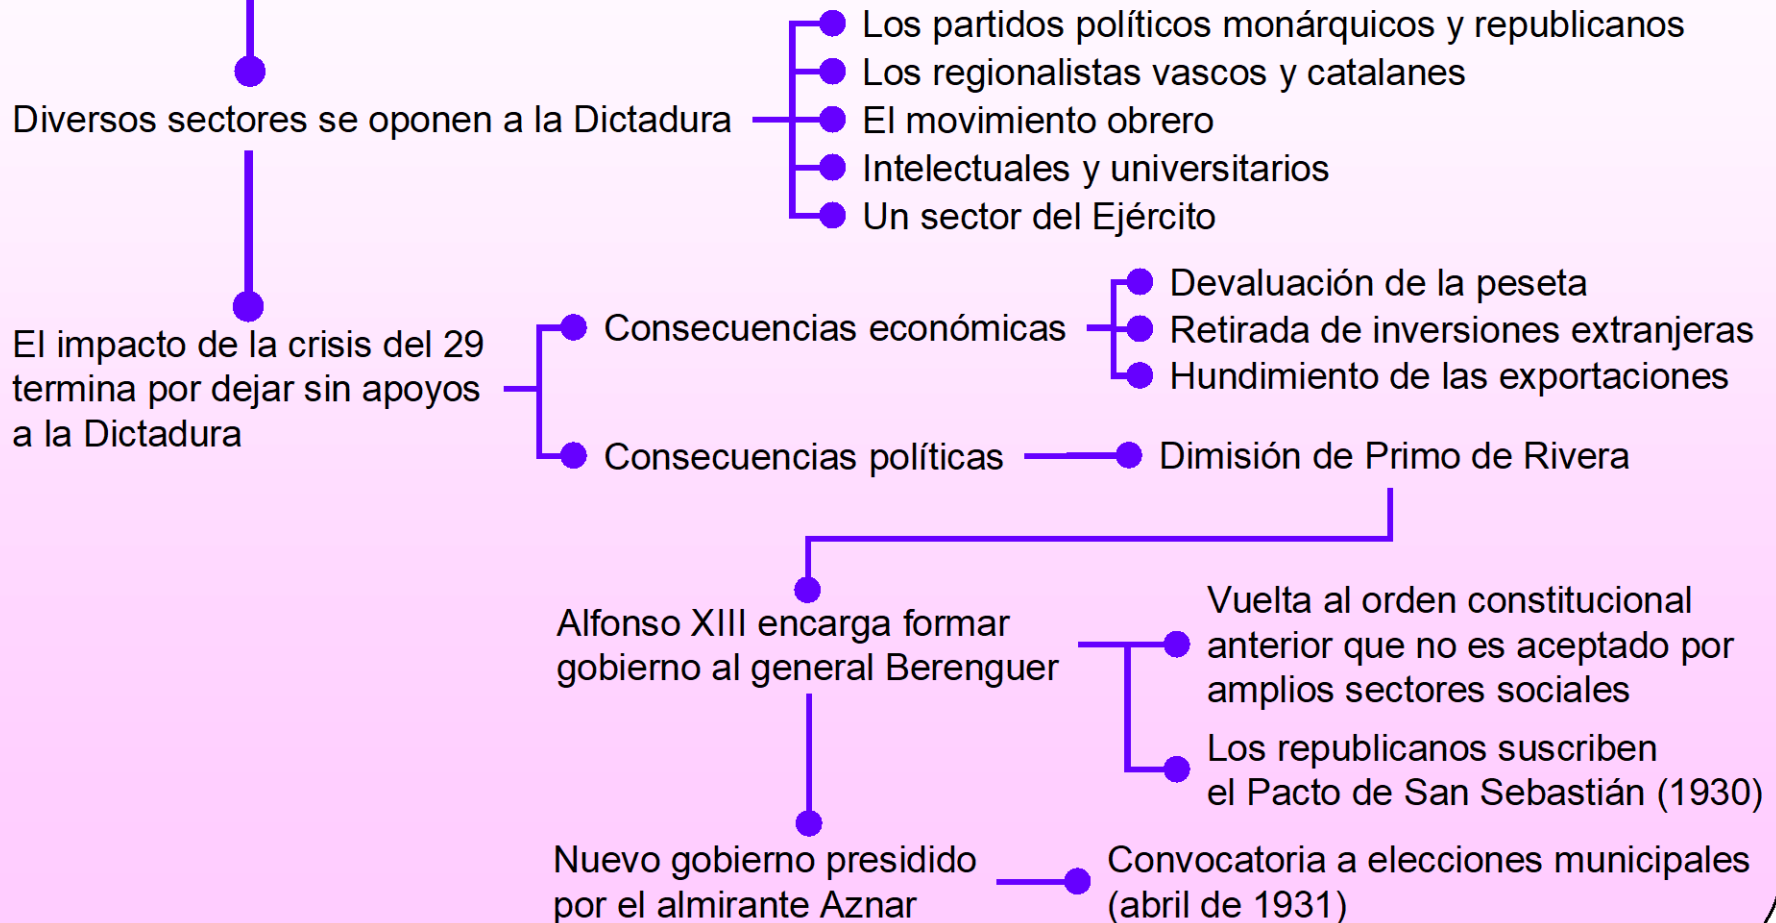 Diversos sectores se oponen a la Dictadura
Los partidos políticos monárquicos y republicanos
Los regionalistas vascos y catalanes
El movimiento obrero
Intelectuales y universitarios
Un sector del Ejército
El impacto de la crisis del 29
termina por dejar sin apoyos
a la Dictadura
Consecuencias económicas
Devaluación de la peseta
Retirada de inversiones extranjeras
Hundimiento de las exportaciones
Consecuencias políticas
Dimisión de Primo de Rivera
Alfonso XIII encarga formar
gobierno al general Berenguer
Vuelta al orden constitucional
anterior que no es aceptado por
amplios sectores sociales
Los republicanos suscriben
el Pacto de San Sebastián (1930)
Nuevo gobierno presidido
por el almirante Aznar
Convocatoria a elecciones municipales
(abril de 1931)